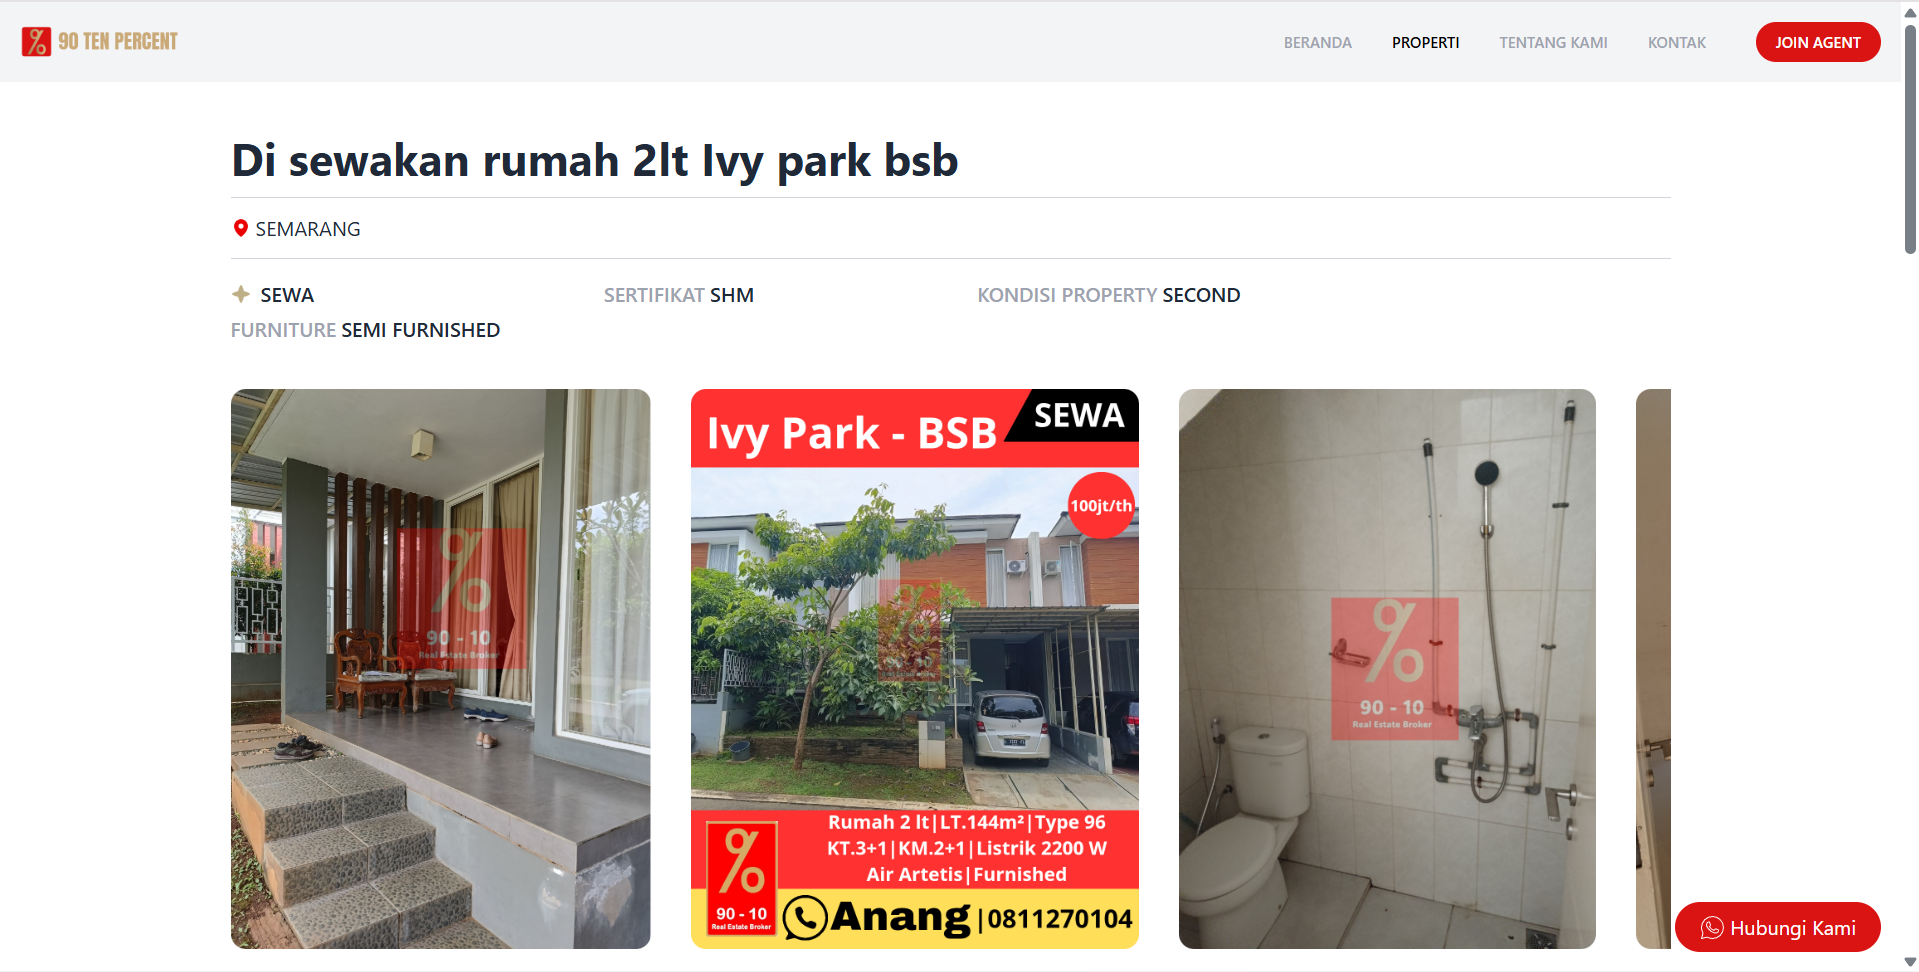 90 TEN PERCENT
BERANDA
PROPERTI
TENTANG KAMI
KONTAK
JOIN AGENT
Di sewakan rumah 2lt Ivy park bsb
SEMARANG
SEWA
SERTIFIKAT SHM
KONDISI PROPERTY SECOND
FURNITURE SEMI FURNISHED
90 - 10
Real Estate Broker
Ivy Park - BSB
SEWA
100jt/th
Rumah 2 lt|LT.144m²|Type 96
KT.3+1|KM.2+1|Listrik 2200 W
Air Artetis|Furnished
90 - 10
Real Estate Broker
Anang |0811270104
90 - 10
Real Estate Broker
Hubungi Kami